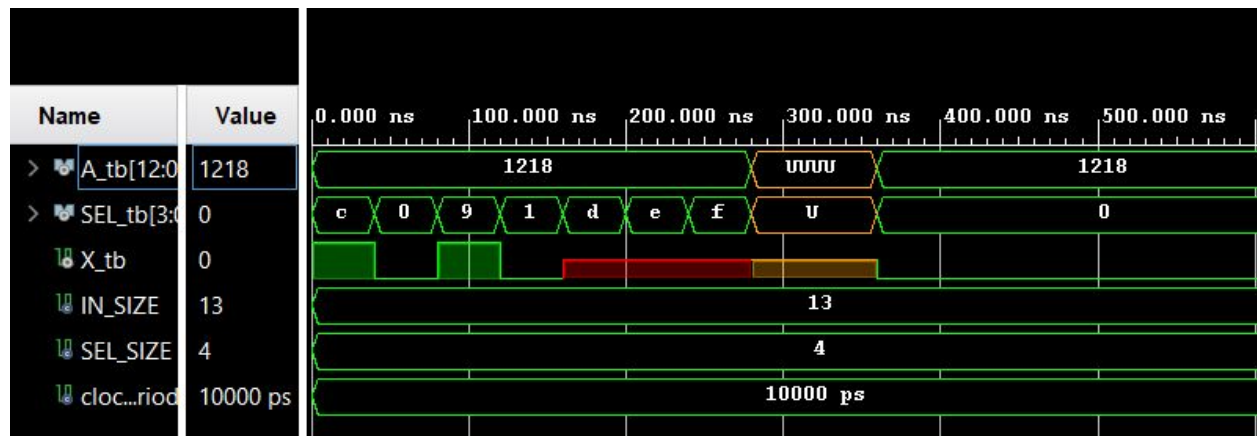 Name Value 0.000 ns 100.000 ns 200.000 ns 300.000 ns 400.000 ns 500.000 ns
A_tb[12:0 1218 1218 UUUU 1218
SEL_tb[3:0 0 c 0 9 1 d e f U 0
X_tb 0
IN_SIZE 13 13
SEL_SIZE 4 4
cloc...riod 10000 ps 10000 ps